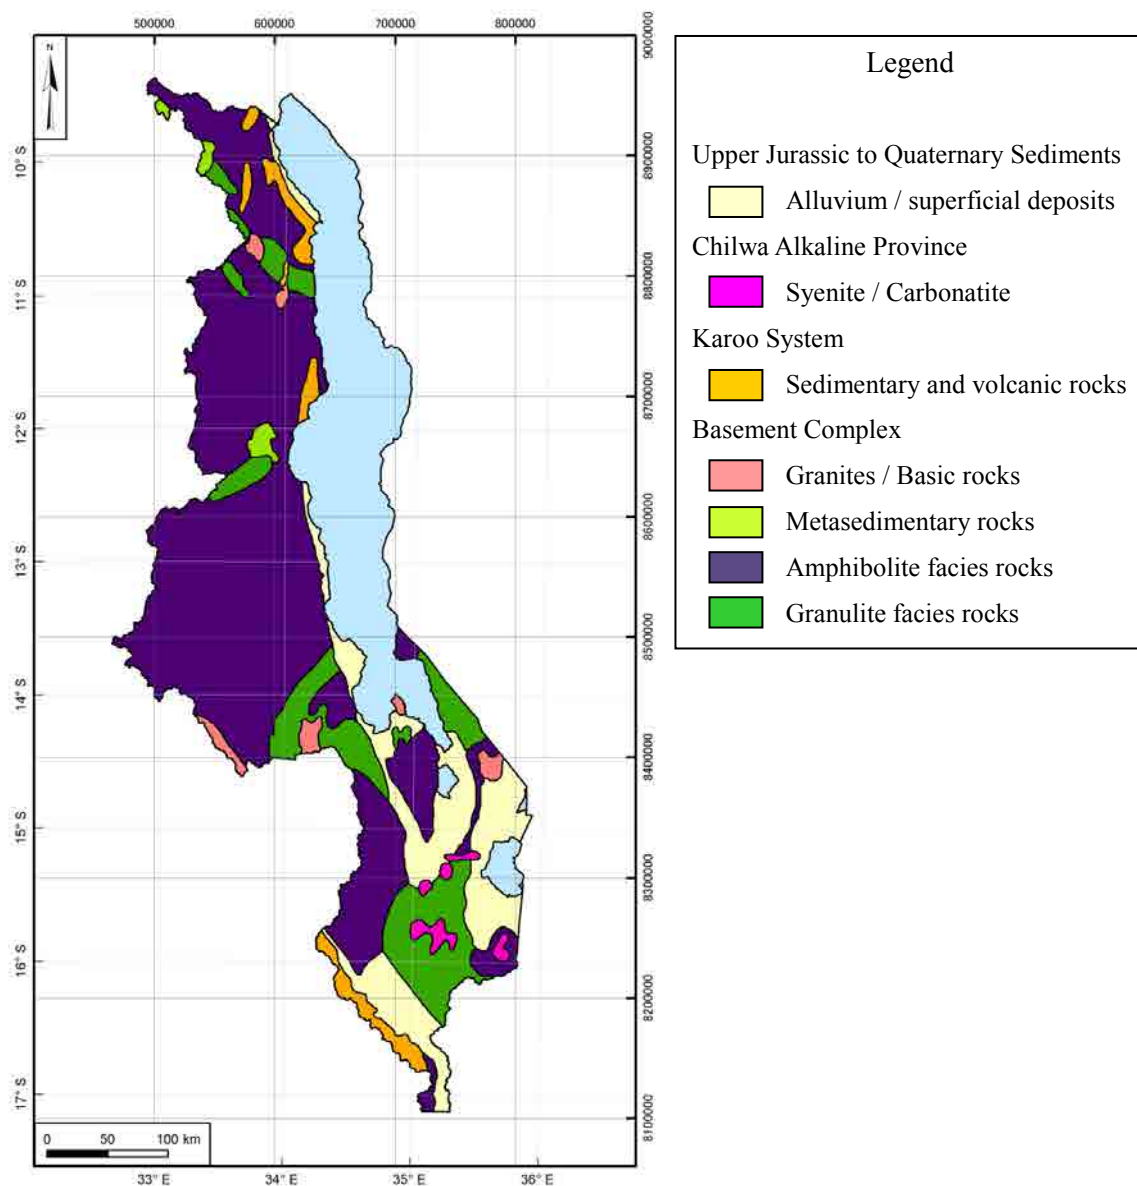 500000 600000 700000 800000
N
9000000
8900000
8800000
8700000
8600000
8500000
8400000
8300000
8200000
8100000
10° S
11° S
12° S
13° S
14° S
15° S
16° S
17° S
0 50 100 km
33° E 34° E 35° E 36° E
Legend
Upper Jurassic to Quaternary Sediments
Alluvium / superficial deposits
Chilwa Alkaline Province
Syenite / Carbonatite
Karoo System
Sedimentary and volcanic rocks
Basement Complex
Granites / Basic rocks
Metasedimentary rocks
Amphibolite facies rocks
Granulite facies rocks